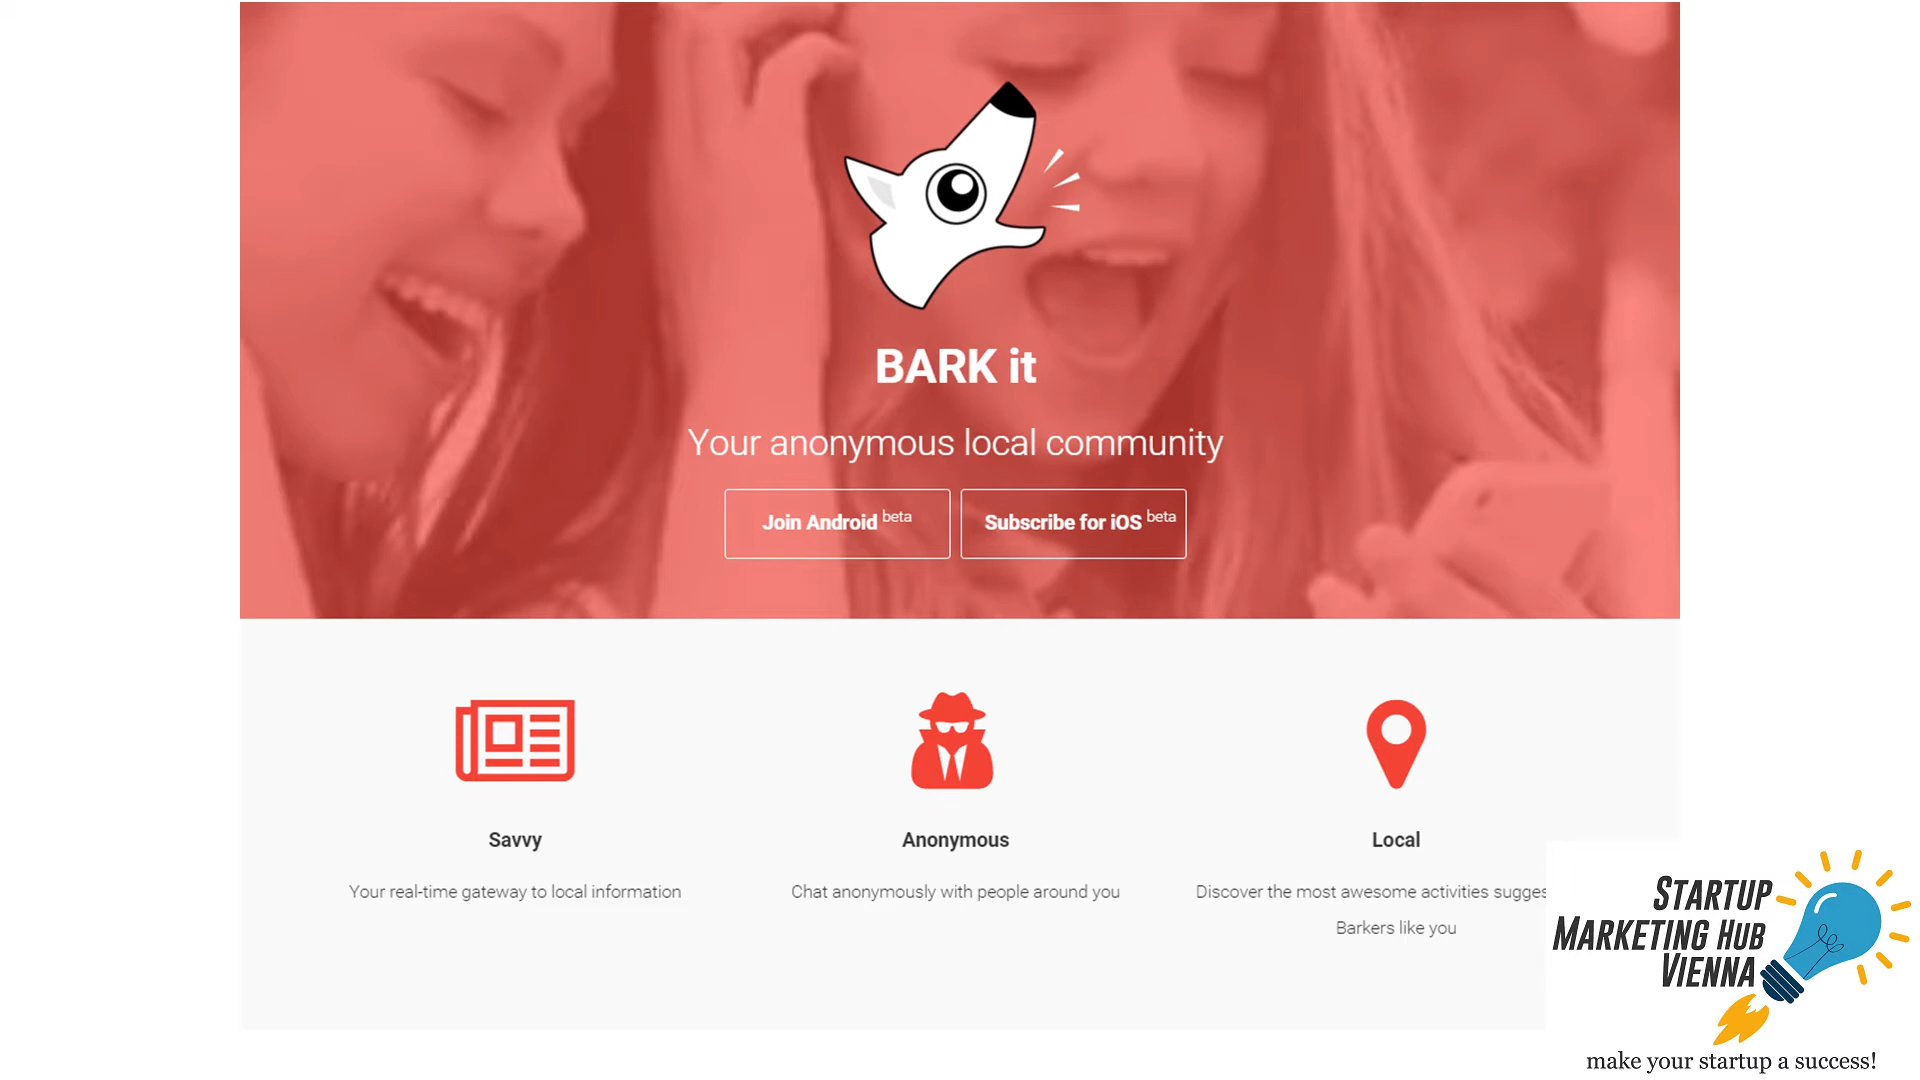 BARK it
Your anonymous local community
Join Android beta
Subscribe for iOS beta
Savvy
Your real-time gateway to local information
Anonymous
Chat anonymously with people around you
Local
Discover the most awesome activities
Barkers like you
STARTUP
MARKETING HUB
VIENNA
make your startup a success!